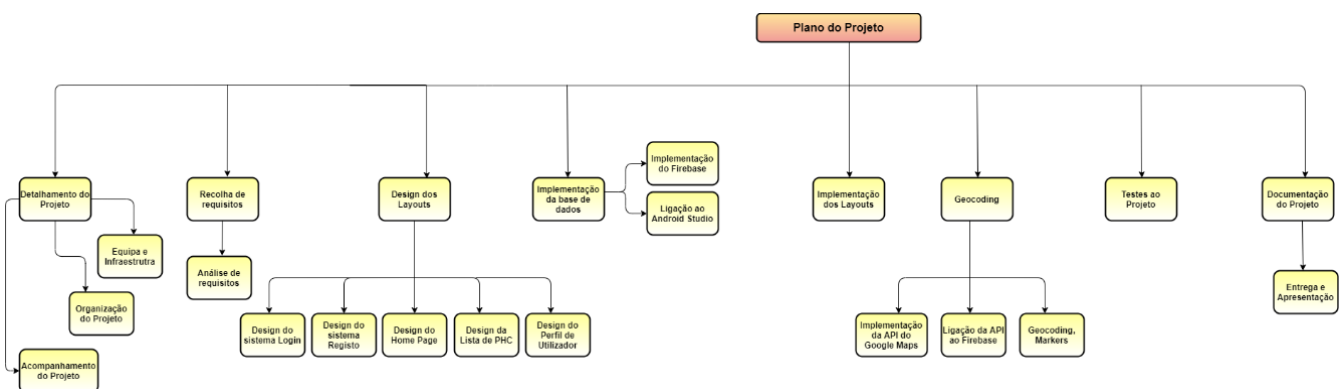 Plano do Projeto
Detalhamento do
Projeto
Recolha de
requisitos
Design dos
Layouts
Implementação
da base de
dados
Implementação
do Firebase
Ligação ao
Android Studio
Implementação
dos Layouts
Geocoding
Testes ao
Projeto
Documentação
do Projeto
Equipa e
Infraestrutra
Organização
do Projeto
Acompanhamento
do Projeto
Análise de
requisitos
Design do
sistema Login
Design do
sistema
Registo
Design do
Home Page
Design da
Lista de PHC
Design do
Perfil de
Utilizador
Implementação
da API do
Google Maps
Ligação da API
ao Firebase
Geocoding,
Markers
Entrega e
Apresentação